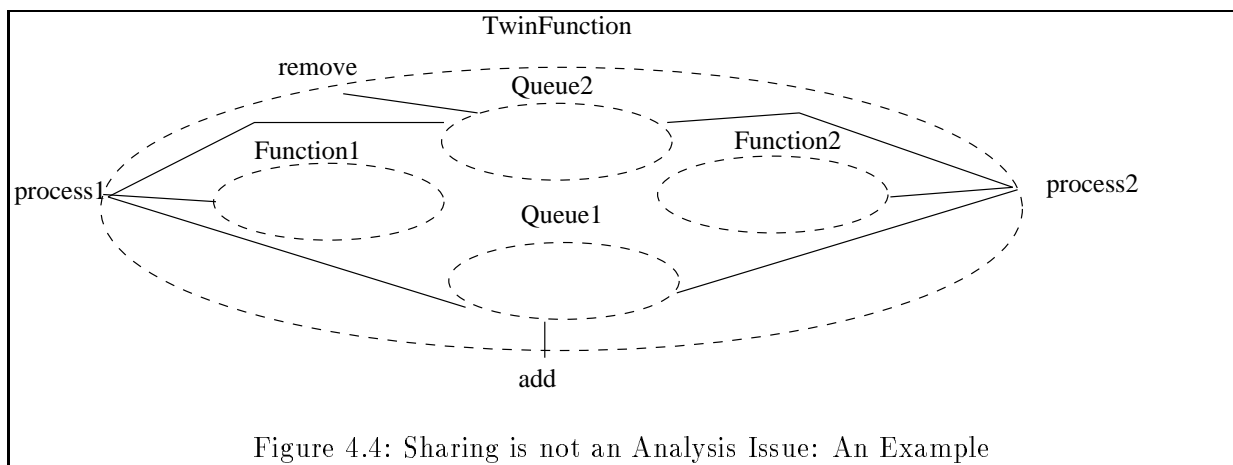 TwinFunction
remove
Queue2
Function1
Function2
process1
process2
Queue1
add
Figure 4.4: Sharing is not an Analysis Issue: An Example